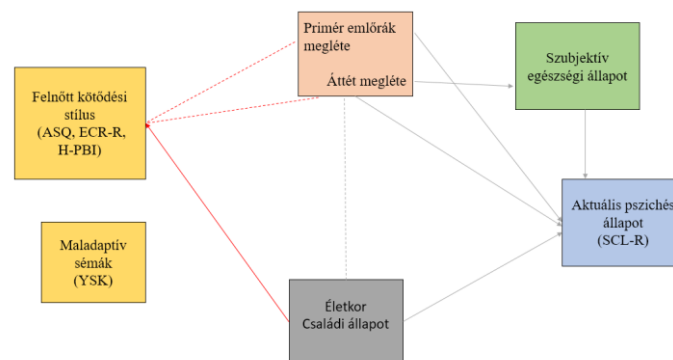 Primér emlőrák
megléte
Áttét megléte
Szubjektív
egészségi állapot
Felnőtt kötődési
stílus
(ASQ, ECR-R,
H-PBI)
Aktuális pszichés
állapot
(SCL-R)
Maladaptív
sémák
(YSK)
Életkor
Családi állapot